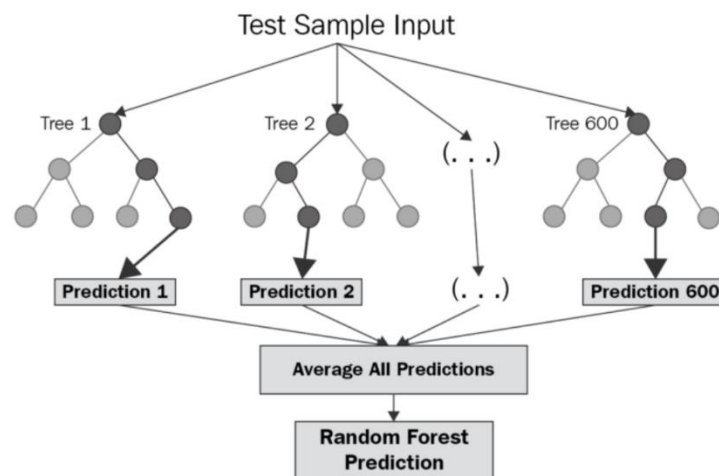 Test Sample Input
Tree 1
Tree 2
Tree 600
(. . .)
Prediction 1
Prediction 2
(. . .)
Prediction 600
Average All Predictions
Random Forest
Prediction